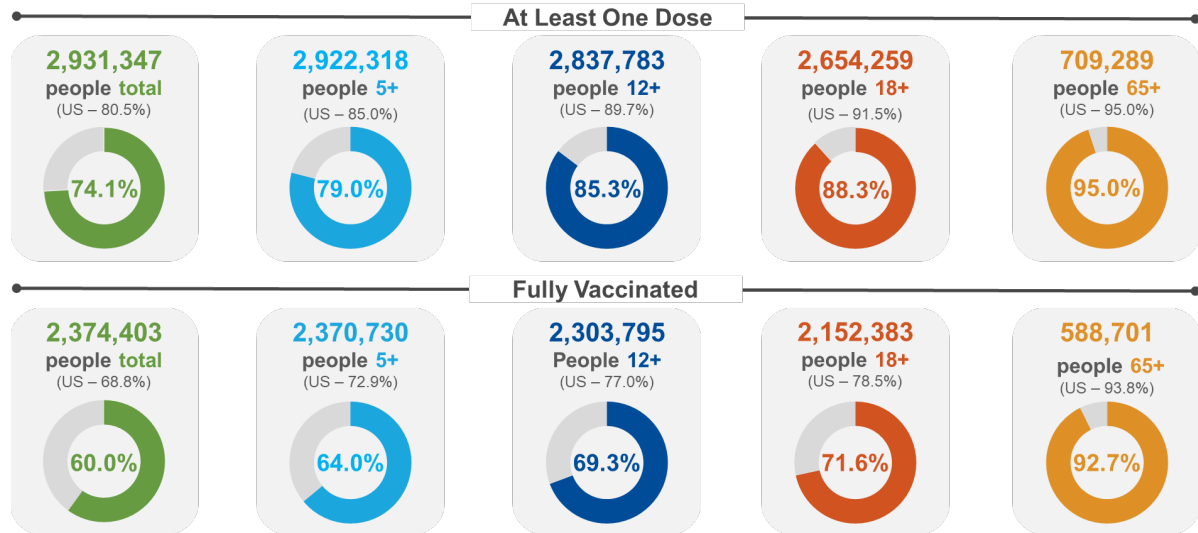 At Least One Dose
2,931,347
people total
(US – 80.5%)
74.1%
2,922,318
people 5+
(US – 85.0%)
79.0%
2,837,783
people 12+
(US – 89.7%)
85.3%
2,654,259
people 18+
(US – 91.5%)
88.3%
709,289
people 65+
(US – 95.0%)
95.0%
Fully Vaccinated
2,374,403
people total
(US – 68.8%)
60.0%
2,370,730
people 5+
(US – 72.9%)
64.0%
2,303,795
People 12+
(US – 77.0%)
69.3%
2,152,383
people 18+
(US – 78.5%)
71.6%
588,701
people 65+
(US – 93.8%)
92.7%